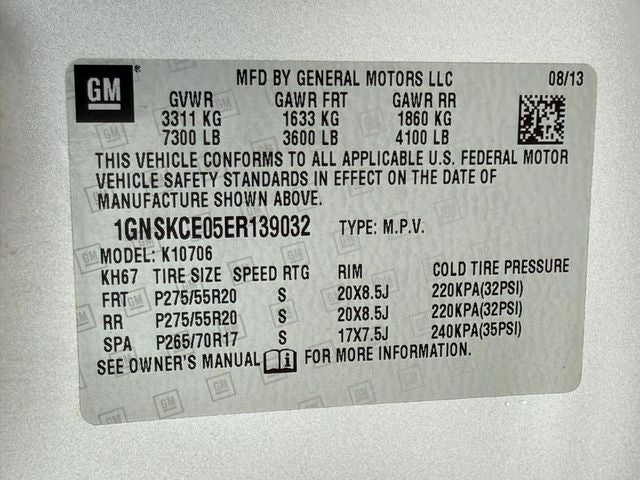 GM MFD BY GENERAL MOTORS LLC 08/13
GVWR GAWR FRT GAWR RR
3311 KG 1633 KG 1860 KG
7300 LB 3600 LB 4100 LB
THIS VEHICLE CONFORMS TO ALL APPLICABLE U.S. FEDERAL MOTOR
VEHICLE SAFETY STANDARDS IN EFFECT ON THE DATE OF
MANUFACTURE SHOWN ABOVE.
1GNSKCE05ER139032 TYPE: M.P.V.
MODEL: K10706
KH67 TIRE SIZE SPEED RTG RIM COLD TIRE PRESSURE
FRT P275/55R20 S 20X8.5J 220KPA(32PSI)
RR P275/55R20 S 20X8.5J 220KPA(32PSI)
SPA P265/70R17 S 17X7.5J 240KPA(35PSI)
SEE OWNER'S MANUAL FOR MORE INFORMATION.